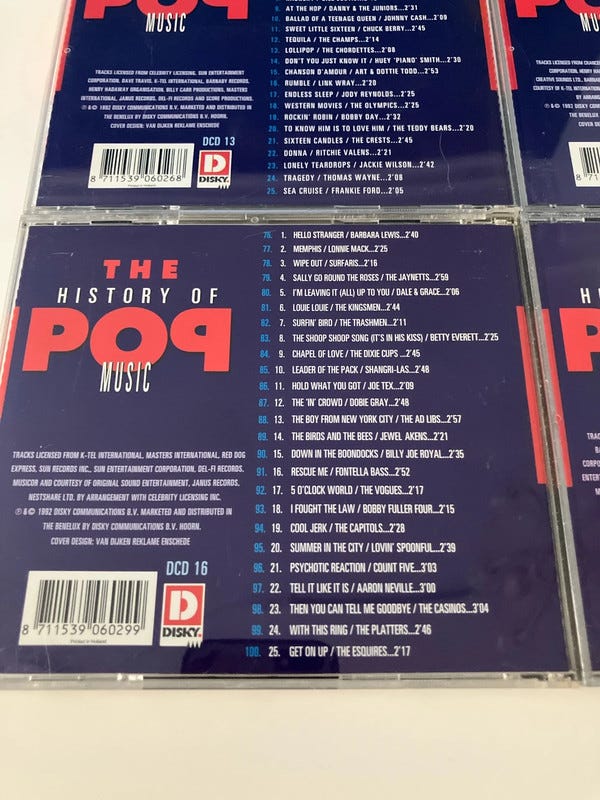 POP
MUSIC
TRACKS LICENSED FROM CELEBRITY LICENSING, SUN ENTERTAINMENT
CORPORATION, DAVE TRAVIS, K-TEL INTERNATIONAL, BARNABY RECORDS,
HENRY HADAWAY ORGANISATION, BILLY CARR PRODUCTIONS, MASTERS
INTERNATIONAL, JANUS RECORDS, DEL-FI RECORDS AND SCORE PRODUCTIONS.
℗ & © 1992 DISKY COMMUNICATIONS B.V. MARKETED AND DISTRIBUTED IN
THE BENELUX BY DISKY COMMUNICATIONS B.V. HOORN.
COVER DESIGN: VAN DIJKEN REKLAME ENSCHEDE
DCD 13
8 711539 060268
Printed in Holland
D
DISKY.
9. AT THE HOP / DANNY & THE JUNIORS...2'31
10. BALLAD OF A TEENAGE QUEEN / JOHNNY CASH...2'09
11. SWEET LITTLE SIXTEEN / CHUCK BERRY...2'45
12. TEQUILA / THE CHAMPS...2'14
13. LOLLIPOP / THE CHORDETTES...2'08
14. DON'T YOU JUST KNOW IT / HUEY 'PIANO' SMITH...2'30
15. CHANSON D'AMOUR / ART & DOTTIE TODD...2'53
16. RUMBLE / LINK WRAY...2'20
17. ENDLESS SLEEP / JODY REYNOLDS...2'25
18. WESTERN MOVIES / THE OLYMPICS...2'25
19. ROCKIN' ROBIN / BOBBY DAY...2'32
20. TO KNOW HIM IS TO LOVE HIM / THE TEDDY BEARS...2'20
21. SIXTEEN CANDLES / THE CRESTS...2'45
22. DONNA / RITCHIE VALENS...2'21
23. LONELY TEARDROPS / JACKIE WILSON...2'42
24. TRAGEDY / THOMAS WAYNE...2'08
25. SEA CRUISE / FRANKIE FORD...2'05
THE
HISTORY OF
POP
MUSIC
TRACKS LICENSED FROM K-TEL INTERNATIONAL, MASTERS INTERNATIONAL, RED DOG
EXPRESS, SUN RECORDS INC., SUN ENTERTAINMENT CORPORATION, DEL-FI RECORDS,
MUSICOR AND COURTESY OF ORIGINAL SOUND ENTERTAINMENT, JANUS RECORDS,
NESTSHARE LTD. BY ARRANGEMENT WITH CELEBRITY LICENSING INC.
℗ & © 1992 DISKY COMMUNICATIONS B.V. MARKETED AND DISTRIBUTED IN
THE BENELUX BY DISKY COMMUNICATIONS B.V. HOORN.
COVER DESIGN: VAN DIJKEN REKLAME ENSCHEDE
DCD 16
8 711539 060299
Printed in Holland
D
DISKY.
76. 1. HELLO STRANGER / BARBARA LEWIS...2'40
77. 2. MEMPHIS / LONNIE MACK...2'25
78. 3. WIPE OUT / SURFARIS...2'16
79. 4. SALLY GO ROUND THE ROSES / THE JAYNETTS...2'59
80. 5. I'M LEAVING IT (ALL) UP TO YOU / DALE & GRACE...2'06
81. 6. LOUIE LOUIE / THE KINGSMEN...2'44
82. 7. SURFIN' BIRD / THE TRASHMEN...2'11
83. 8. THE SHOOP SHOOP SONG (IT'S IN HIS KISS) / BETTY EVERETT...2'25
84. 9. CHAPEL OF LOVE / THE DIXIE CUPS ...2'45
85. 10. LEADER OF THE PACK / SHANGRI-LAS...2'48
86. 11. HOLD WHAT YOU GOT / JOE TEX...2'09
87. 12. THE 'IN' CROWD / DOBIE GRAY...2'48
88. 13. THE BOY FROM NEW YORK CITY / THE AD LIBS...2'57
89. 14. THE BIRDS AND THE BEES / JEWEL AKENS...2'21
90. 15. DOWN IN THE BOONDOCKS / BILLY JOE ROYAL...2'35
91. 16. RESCUE ME / FONTELLA BASS...2'52
92. 17. 5 O'CLOCK WORLD / THE VOGUES...2'17
93. 18. I FOUGHT THE LAW / BOBBY FULLER FOUR...2'15
94. 19. COOL JERK / THE CAPITOLS...2'28
95. 20. SUMMER IN THE CITY / LOVIN' SPOONFUL...2'39
96. 21. PSYCHOTIC REACTION / COUNT FIVE...3'03
97. 22. TELL IT LIKE IT IS / AARON NEVILLE...3'00
98. 23. THEN YOU CAN TELL ME GOODBYE / THE CASINOS...3'04
99. 24. WITH THIS RING / THE PLATTERS...2'46
100. 25. GET ON UP / THE ESQUIRES...2'17